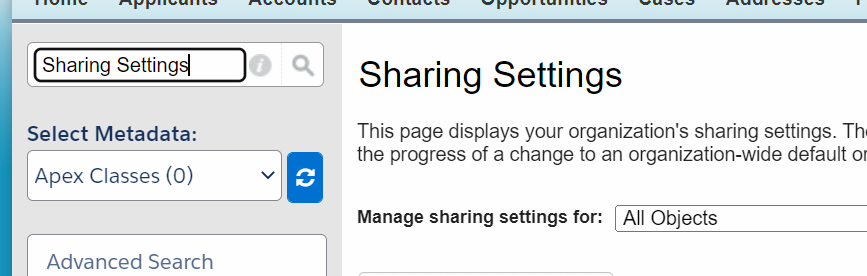 Home Applicants Accounts Contacts Opportunities Cases Addresses
Sharing Settings
Select Metadata:
Apex Classes (0)
Advanced Search
Sharing Settings
This page displays your organization's sharing settings. The
the progress of a change to an organization-wide default or
Manage sharing settings for: All Objects